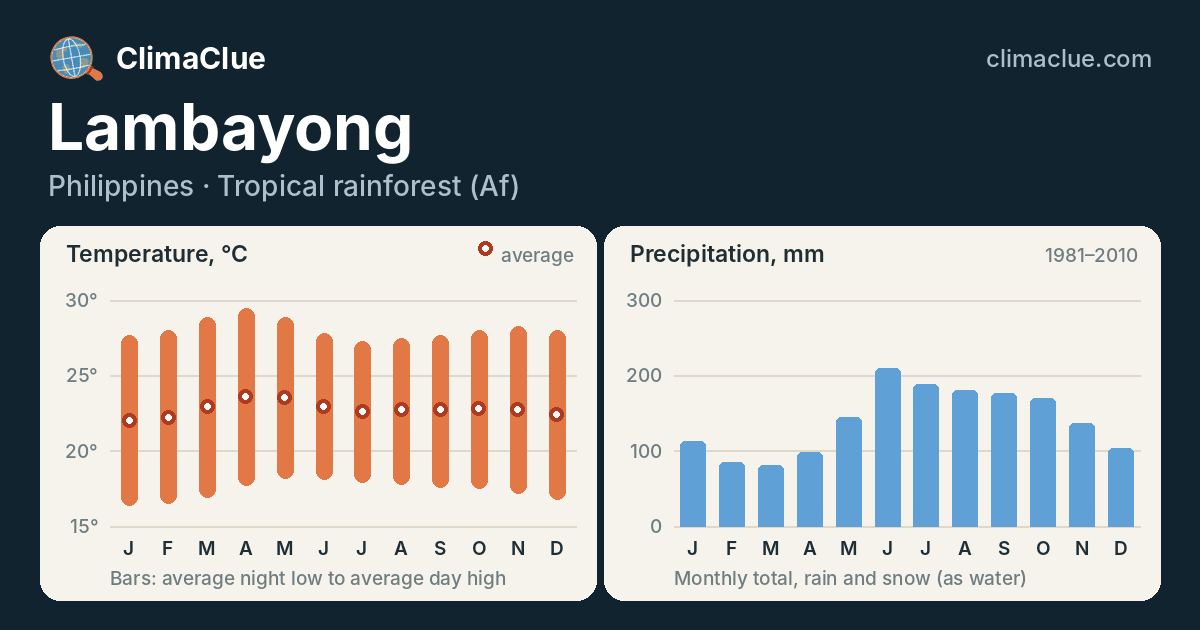 ClimaClue
climaclue.com
Lambayong
Philippines · Tropical rainforest (Af)
Temperature, °C
average
30°
25°
20°
15°
J F M A M J J A S O N D
Bars: average night low to average day high
Precipitation, mm
1981–2010
300
200
100
0
J F M A M J J A S O N D
Monthly total, rain and snow (as water)